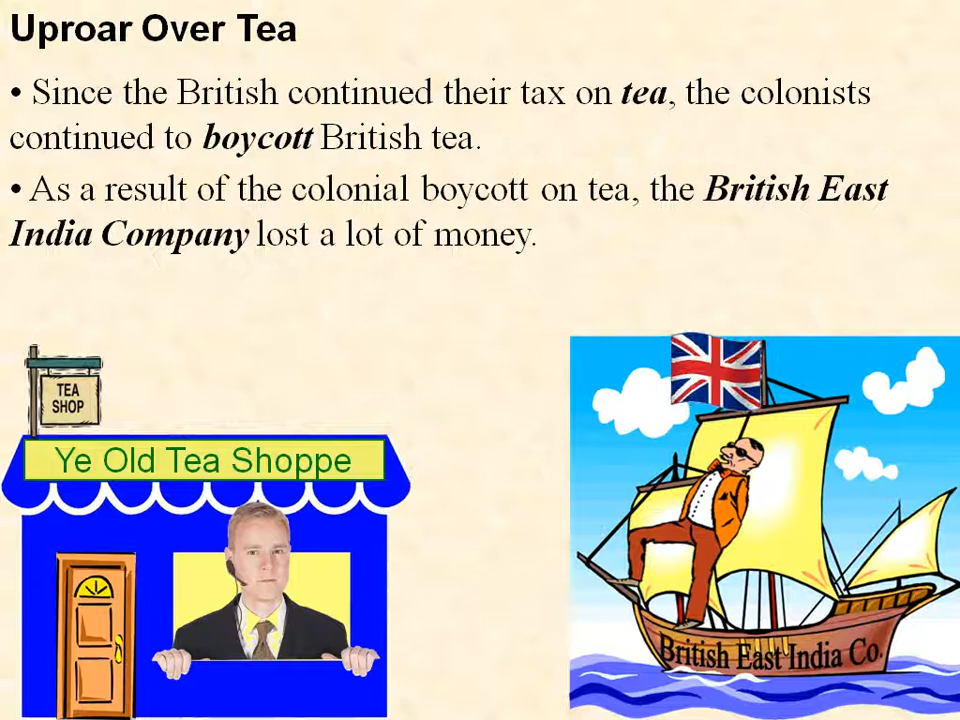 Uproar Over Tea
• Since the British continued their tax on tea, the colonists
continued to boycott British tea.
• As a result of the colonial boycott on tea, the British East
India Company lost a lot of money.
TEA
SHOP
Ye Old Tea Shoppe
British East India Co.